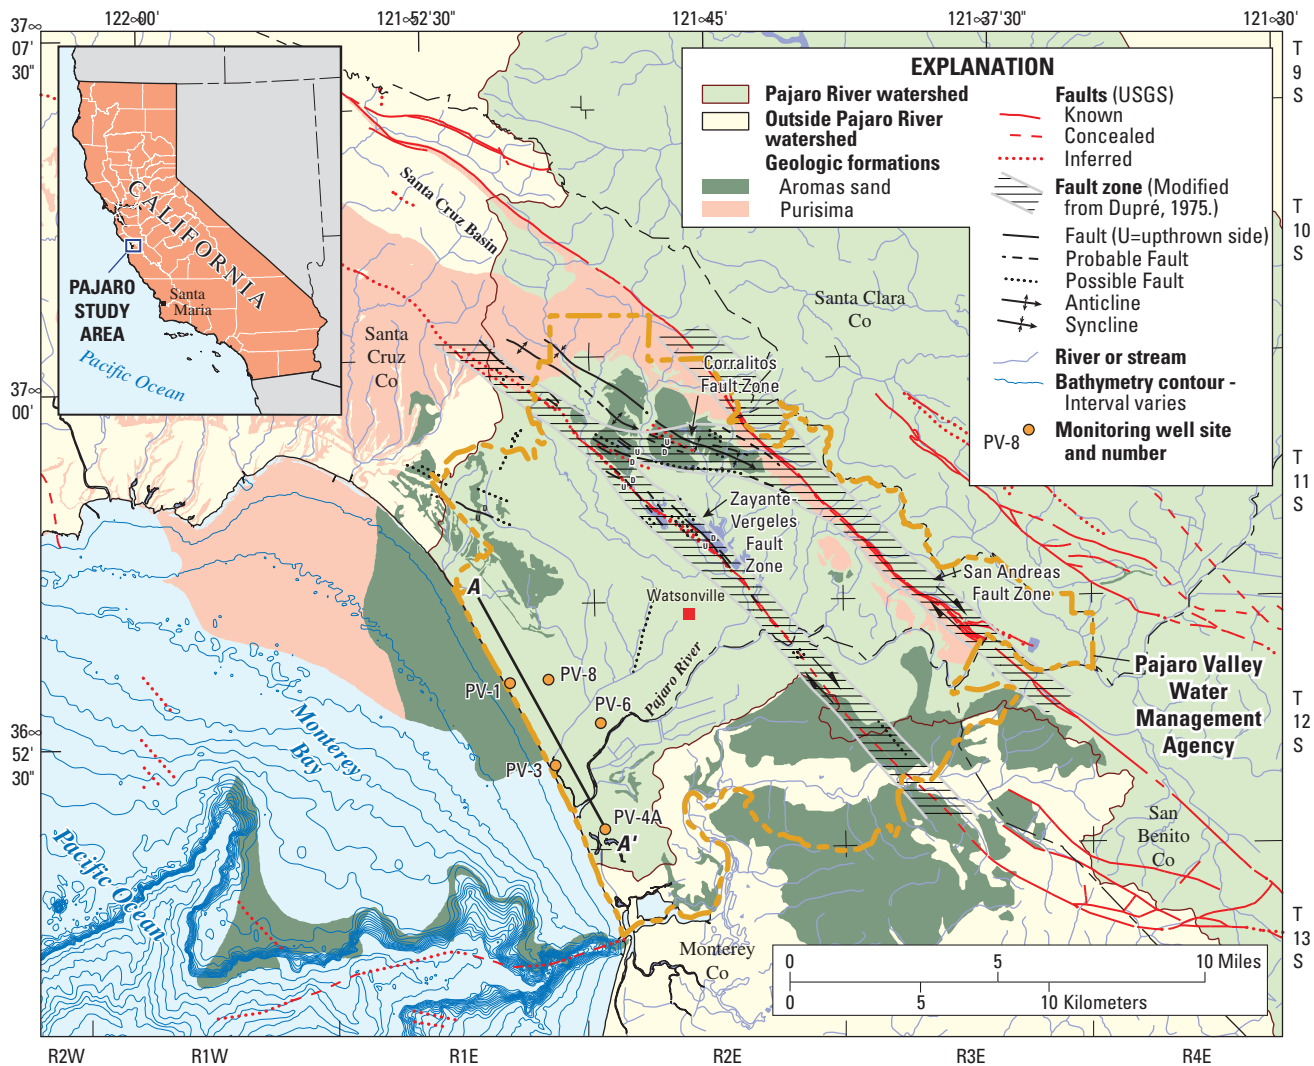 122°00'
121°52'30"
121°45'
121°37'30"
121°30'
37∞
07'
30"
37∞
00'
36∞
52'
30"
T
9
S
T
10
S
T
11
S
T
12
S
T
13
S
R2W
R1W
R1E
R2E
R3E
R4E
CALIFORNIA
PAJARO
STUDY
AREA
Santa
Maria
Pacific Ocean
EXPLANATION
Pajaro River watershed
Outside Pajaro River
watershed
Geologic formations
Aromas sand
Purisima
Faults (USGS)
Known
Concealed
Inferred
Fault zone (Modified
from Dupré, 1975.)
Fault (U=upthrown side)
Probable Fault
Possible Fault
Anticline
Syncline
River or stream
Bathymetry contour -
Interval varies
PV-8
Monitoring well site
and number
1
Santa Cruz Basin
Santa
Cruz
Co
Santa Clara
Co
Corralitos
Fault Zone
U
D
U
D
D
U
D
U
D
Zayante-
Vergeles
Fault
Zone
San Andreas
Fault Zone
Watsonville
Pajaro River
A
PV-1
PV-8
PV-6
PV-3
PV-4A
A'
Pajaro Valley
Water
Management
Agency
Monterey
Bay
Pacific Ocean
San
Benito
Co
Monterey
Co
0
5
10 Miles
0
5
10 Kilometers